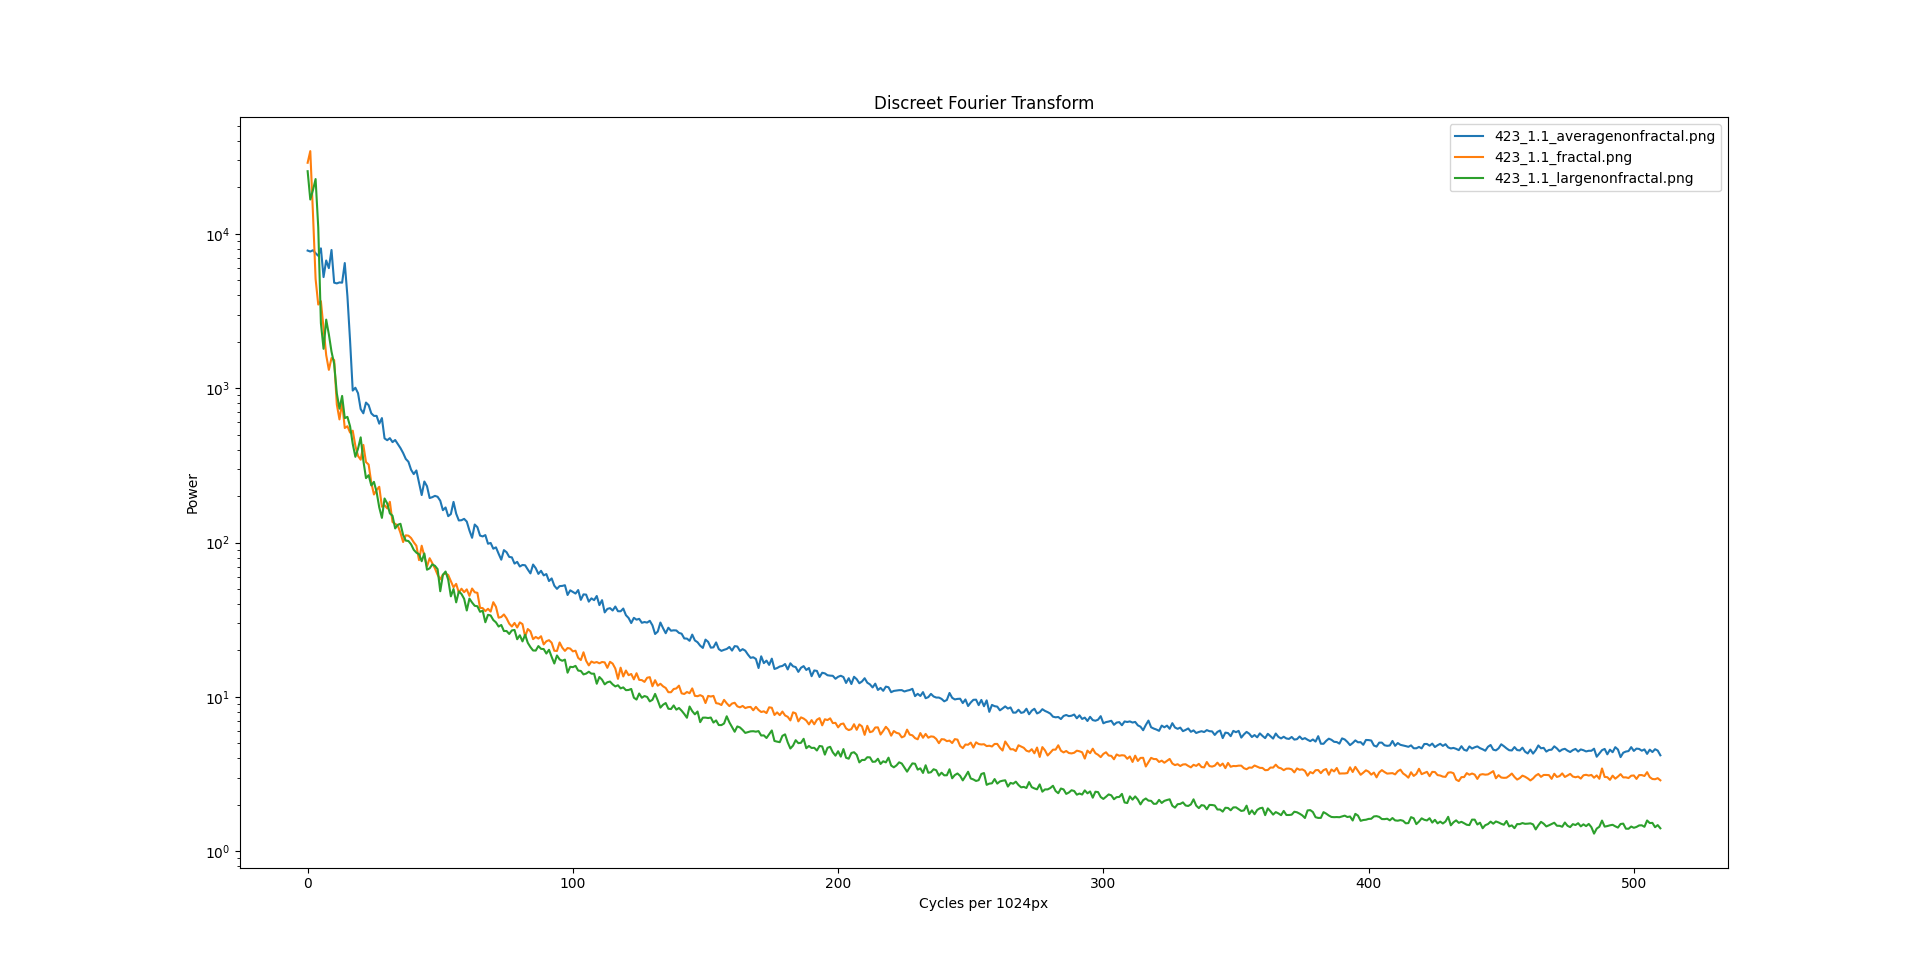 Discreet Fourier Transform
423_1.1_averagenonfractal.png
423_1.1_fractal.png
423_1.1_largenonfractal.png
Power
10⁴
10³
10²
10¹
10⁰
0 100 200 300 400 500
Cycles per 1024px